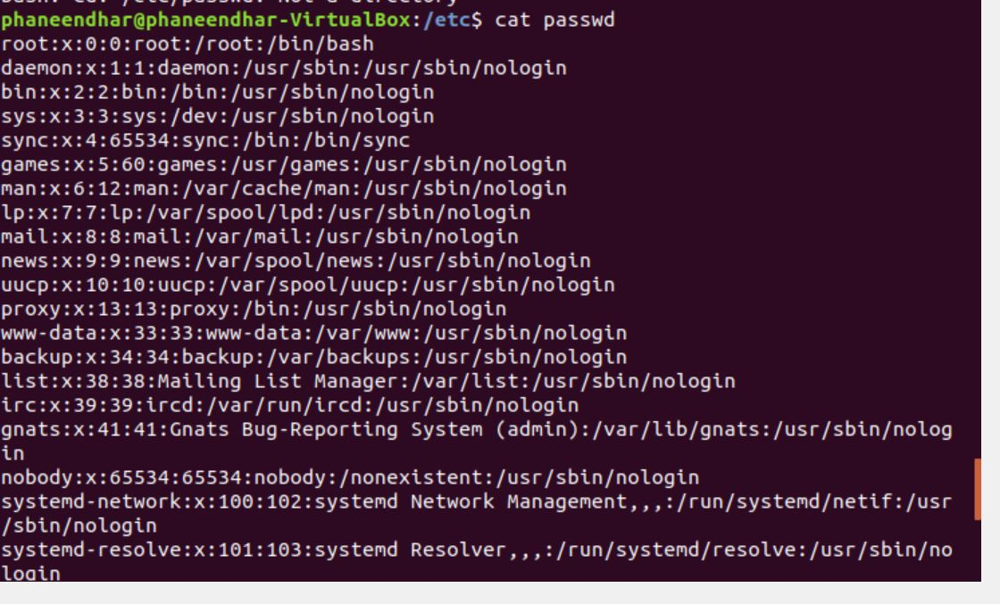 bash: cd: /etc/passwd: Not a directory
phaneendhar@phaneendhar-VirtualBox:/etc$ cat passwd
root:x:0:0:root:/root:/bin/bash
daemon:x:1:1:daemon:/usr/sbin:/usr/sbin/nologin
bin:x:2:2:bin:/bin:/usr/sbin/nologin
sys:x:3:3:sys:/dev:/usr/sbin/nologin
sync:x:4:65534:sync:/bin:/bin/sync
games:x:5:60:games:/usr/games:/usr/sbin/nologin
man:x:6:12:man:/var/cache/man:/usr/sbin/nologin
lp:x:7:7:lp:/var/spool/lpd:/usr/sbin/nologin
mail:x:8:8:mail:/var/mail:/usr/sbin/nologin
news:x:9:9:news:/var/spool/news:/usr/sbin/nologin
uucp:x:10:10:uucp:/var/spool/uucp:/usr/sbin/nologin
proxy:x:13:13:proxy:/bin:/usr/sbin/nologin
www-data:x:33:33:www-data:/var/www:/usr/sbin/nologin
backup:x:34:34:backup:/var/backups:/usr/sbin/nologin
list:x:38:38:Mailing List Manager:/var/list:/usr/sbin/nologin
irc:x:39:39:ircd:/var/run/ircd:/usr/sbin/nologin
gnats:x:41:41:Gnats Bug-Reporting System (admin):/var/lib/gnats:/usr/sbin/nolog
in
nobody:x:65534:65534:nobody:/nonexistent:/usr/sbin/nologin
systemd-network:x:100:102:systemd Network Management,,,:/run/systemd/netif:/usr
/sbin/nologin
systemd-resolve:x:101:103:systemd Resolver,,,:/run/systemd/resolve:/usr/sbin/no
login